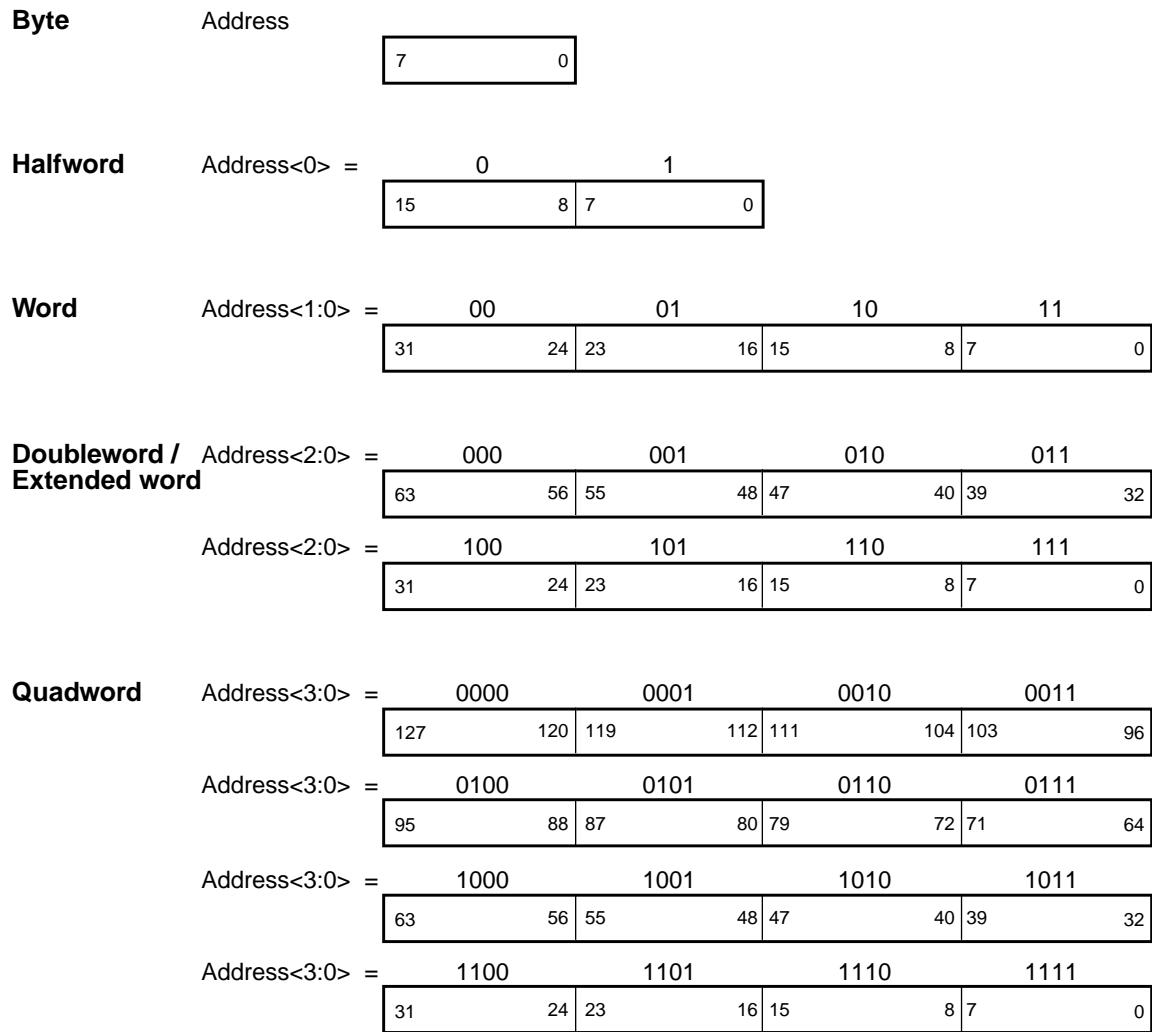 Byte Address
7 0
Halfword Address<0> = 0 1
15 8 7 0
Word Address<1:0> = 00 01 10 11
31 24 23 16 15 8 7 0
Doubleword / Address<2:0> = 000 001 010 011
Extended word
63 56 55 48 47 40 39 32
Address<2:0> = 100 101 110 111
31 24 23 16 15 8 7 0
Quadword Address<3:0> = 0000 0001 0010 0011
127 120 119 112 111 104 103 96
Address<3:0> = 0100 0101 0110 0111
95 88 87 80 79 72 71 64
Address<3:0> = 1000 1001 1010 1011
63 56 55 48 47 40 39 32
Address<3:0> = 1100 1101 1110 1111
31 24 23 16 15 8 7 0